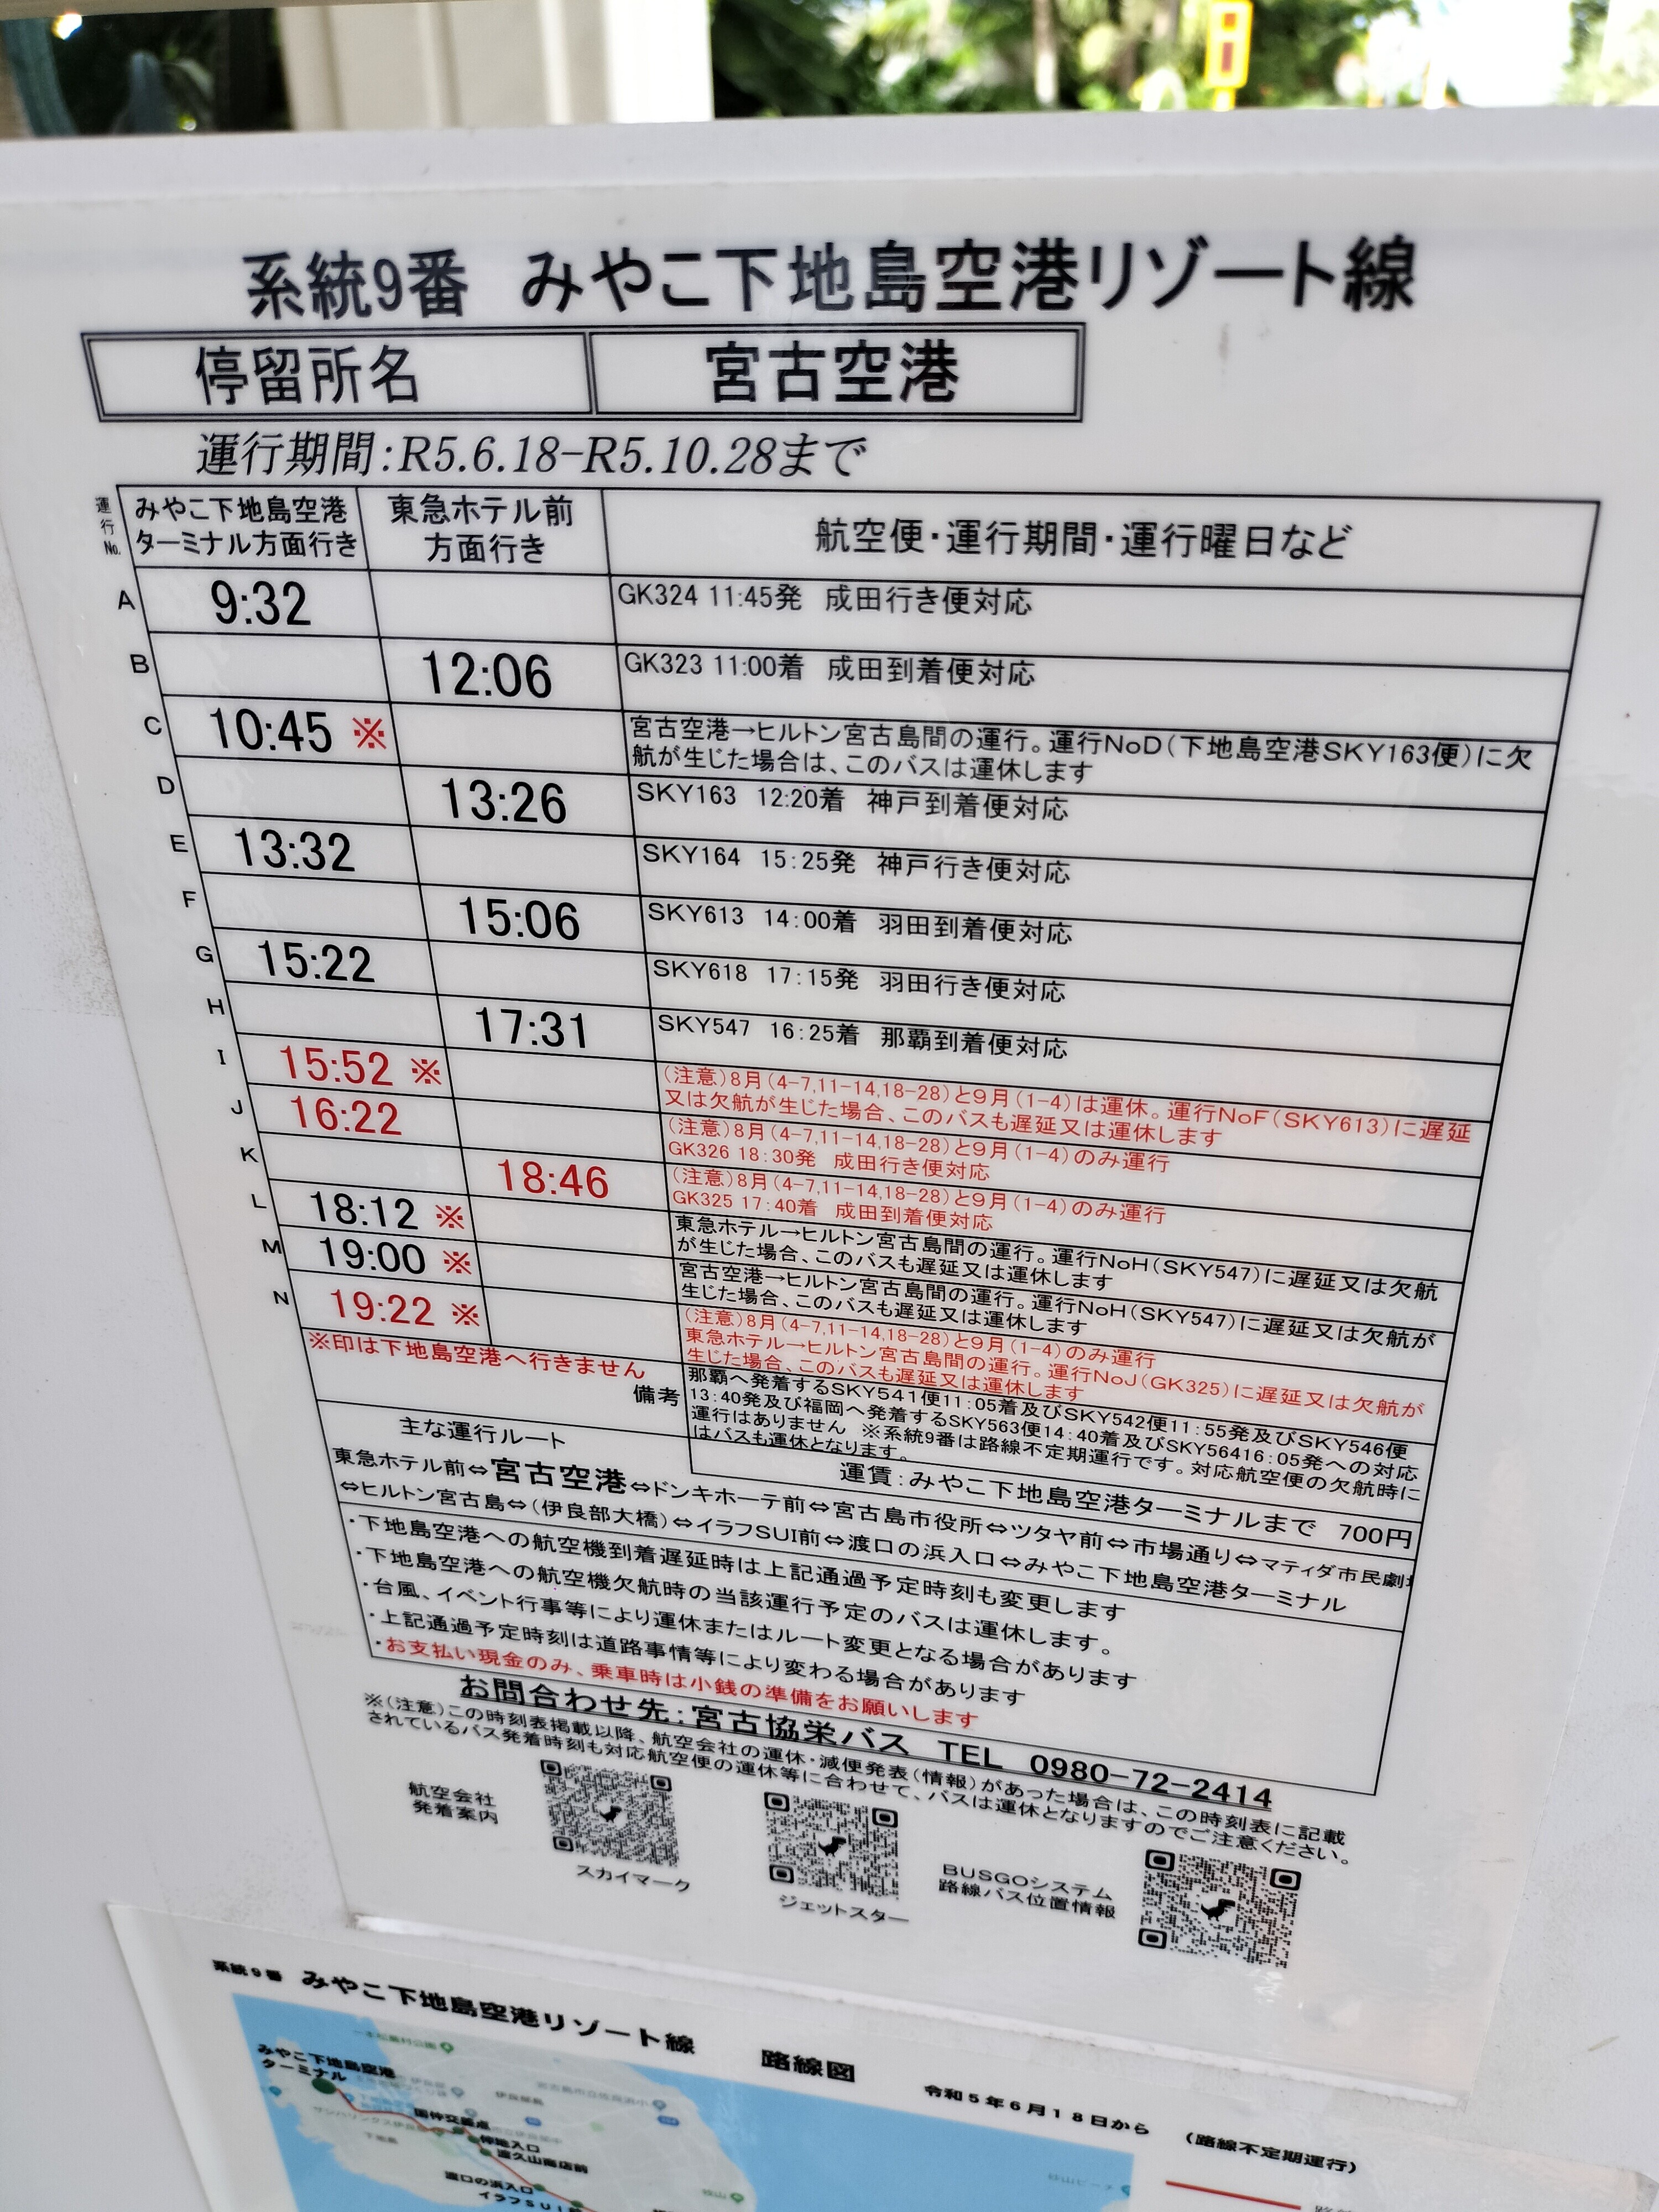 系統9番 みやこ下地島空港リゾート線
停留所名 宮古空港
運行期間:R5.6.18-R5.10.28まで
運行No. みやこ下地島空港ターミナル方面行き 東急ホテル前方面行き 航空便・運行期間・運行曜日など
A 9:32 GK324 11:45発 成田行き便対応
B 12:06 GK323 11:00着 成田到着便対応
C 10:45 ※ 宮古空港→ヒルトン宮古島間の運行。運行NoD(下地島空港SKY163便)に欠
航が生じた場合は、このバスは運休します
D 13:26 SKY163 12:20着 神戸到着便対応
E 13:32 SKY164 15:25発 神戸行き便対応
F 15:06 SKY613 14:00着 羽田到着便対応
G 15:22 SKY618 17:15発 羽田行き便対応
H 17:31 SKY547 16:25着 那覇到着便対応
I 15:52 ※ (注意)8月(4-7,11-14,18-28)と9月(1-4)は運休。運行NoF(SKY613)に遅延
又は欠航が生じた場合、このバスも遅延又は運休します
J 16:22 (注意)8月(4-7,11-14,18-28)と9月(1-4)のみ運行
GK326 18:30発 成田行き便対応
K 18:46 (注意)8月(4-7,11-14,18-28)と9月(1-4)のみ運行
GK325 17:40着 成田到着便対応
L 18:12 ※ 東急ホテル→ヒルトン宮古島間の運行。運行NoH(SKY547)に遅延又は欠航
が生じた場合、このバスも遅延又は運休します
M 19:00 ※ 宮古空港→ヒルトン宮古島間の運行。運行NoH(SKY547)に遅延又は欠航が
生じた場合、このバスも遅延又は運休します
N 19:22 ※ (注意)8月(4-7,11-14,18-28)と9月(1-4)のみ運行
東急ホテル→ヒルトン宮古島間の運行。運行NoJ(GK325)に遅延又は欠航が
生じた場合、このバスも遅延又は運休します
※印は下地島空港へ行きません
備考 那覇へ発着するSKY541便11:05着及びSKY542便11:55発及びSKY546便
13:40発及び福岡へ発着するSKY563便14:40着及びSKY56416:05発への対応
運行はありません ※系統9番は路線不定期運行です。対応航空便の欠航時に
はバスも運休となります。
主な運行ルート 運賃:みやこ下地島空港ターミナルまで 700円
東急ホテル前⇔宮古空港⇔ドンキホーテ前⇔宮古島市役所⇔ツタヤ前⇔市場通り⇔マティダ市民劇
⇔ヒルトン宮古島⇔(伊良部大橋)⇔イラフSUI前⇔渡口の浜入口⇔みやこ下地島空港ターミナル
・下地島空港への航空機到着遅延時は上記通過予定時刻も変更します
・下地島空港への航空機欠航時の当該運行予定のバスは運休します。
・台風、イベント行事等により運休またはルート変更となる場合があります
・上記通過予定時刻は道路事情等により変わる場合があります
・お支払い現金のみ、乗車時は小銭の準備をお願いします
お問合わせ先:宮古協栄バス TEL 0980-72-2414
※(注意)この時刻表掲載以降、航空会社の運休・減便発表(情報)があった場合は、この時刻表に記載
されているバス発着時刻も対応航空便の運休等に合わせて、バスは運休となりますのでご注意ください。
航空会社
発着案内
スカイマーク
ジェットスター
BUSGOシステム
路線バス位置情報
系統9番 みやこ下地島空港リゾート線 路線図
令和5年6月18日から (路線不定期運行)
みやこ下地島空港
ターミナル
渡口の浜入口
イラフSUI